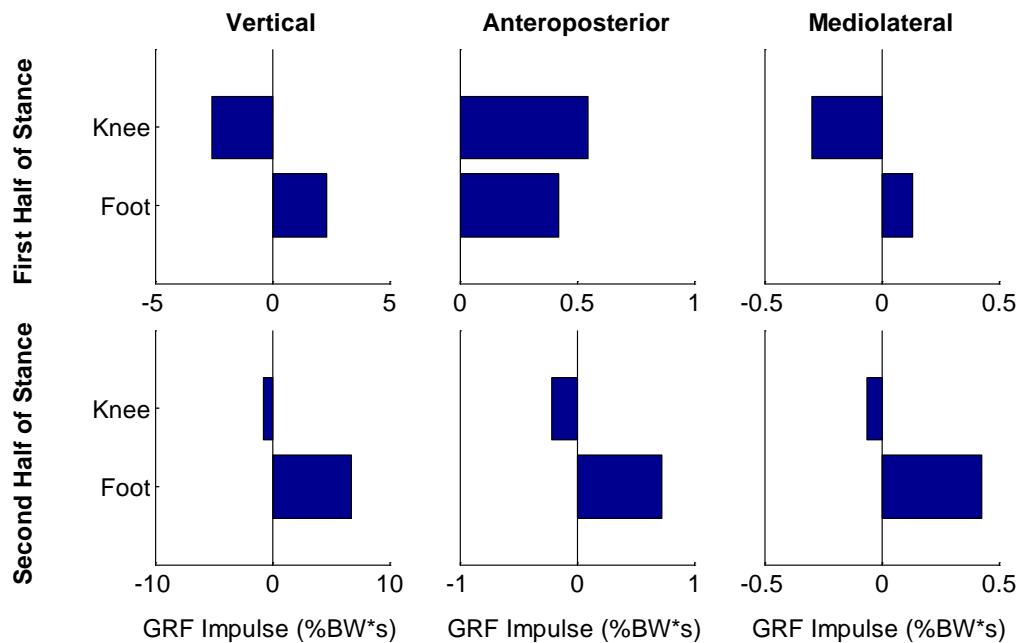 Vertical
Anteroposterior
Mediolateral
First Half of Stance
Knee
Foot
-5 0 5
0 0.5 1
-0.5 0 0.5
Second Half of Stance
Knee
Foot
-10 0 10
-1 0 1
-0.5 0 0.5
GRF Impulse (%BW*s)
GRF Impulse (%BW*s)
GRF Impulse (%BW*s)